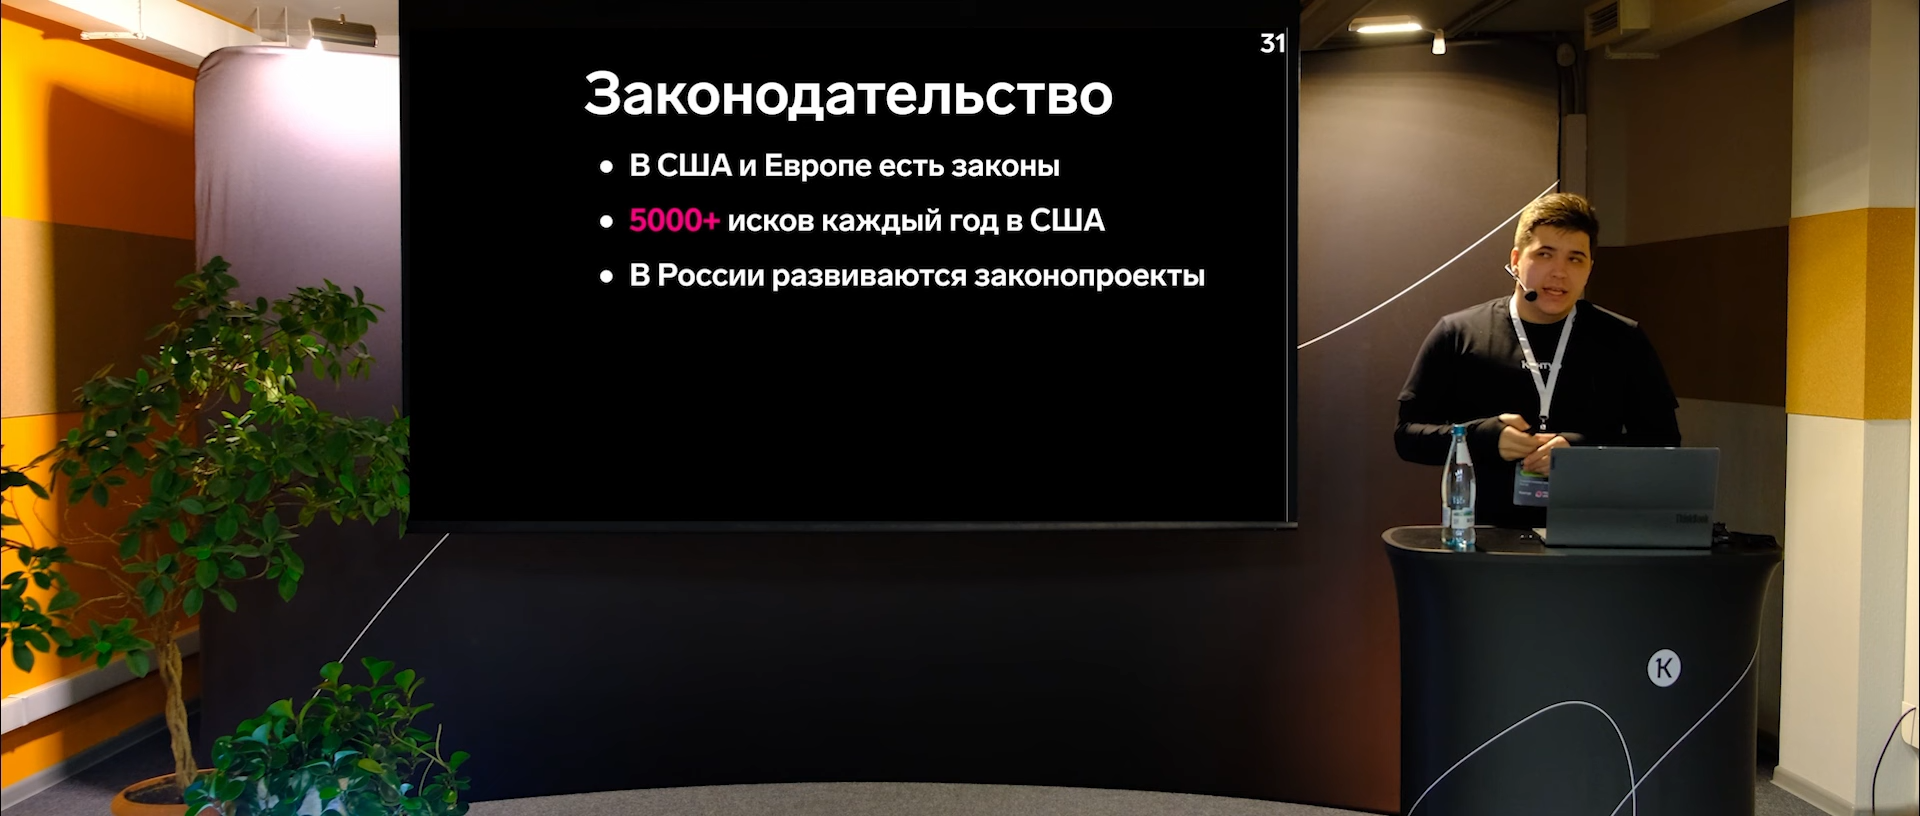 31
Законодательство
• В США и Европе есть законы
• 5000+ исков каждый год в США
• В России развиваются законопроекты
К